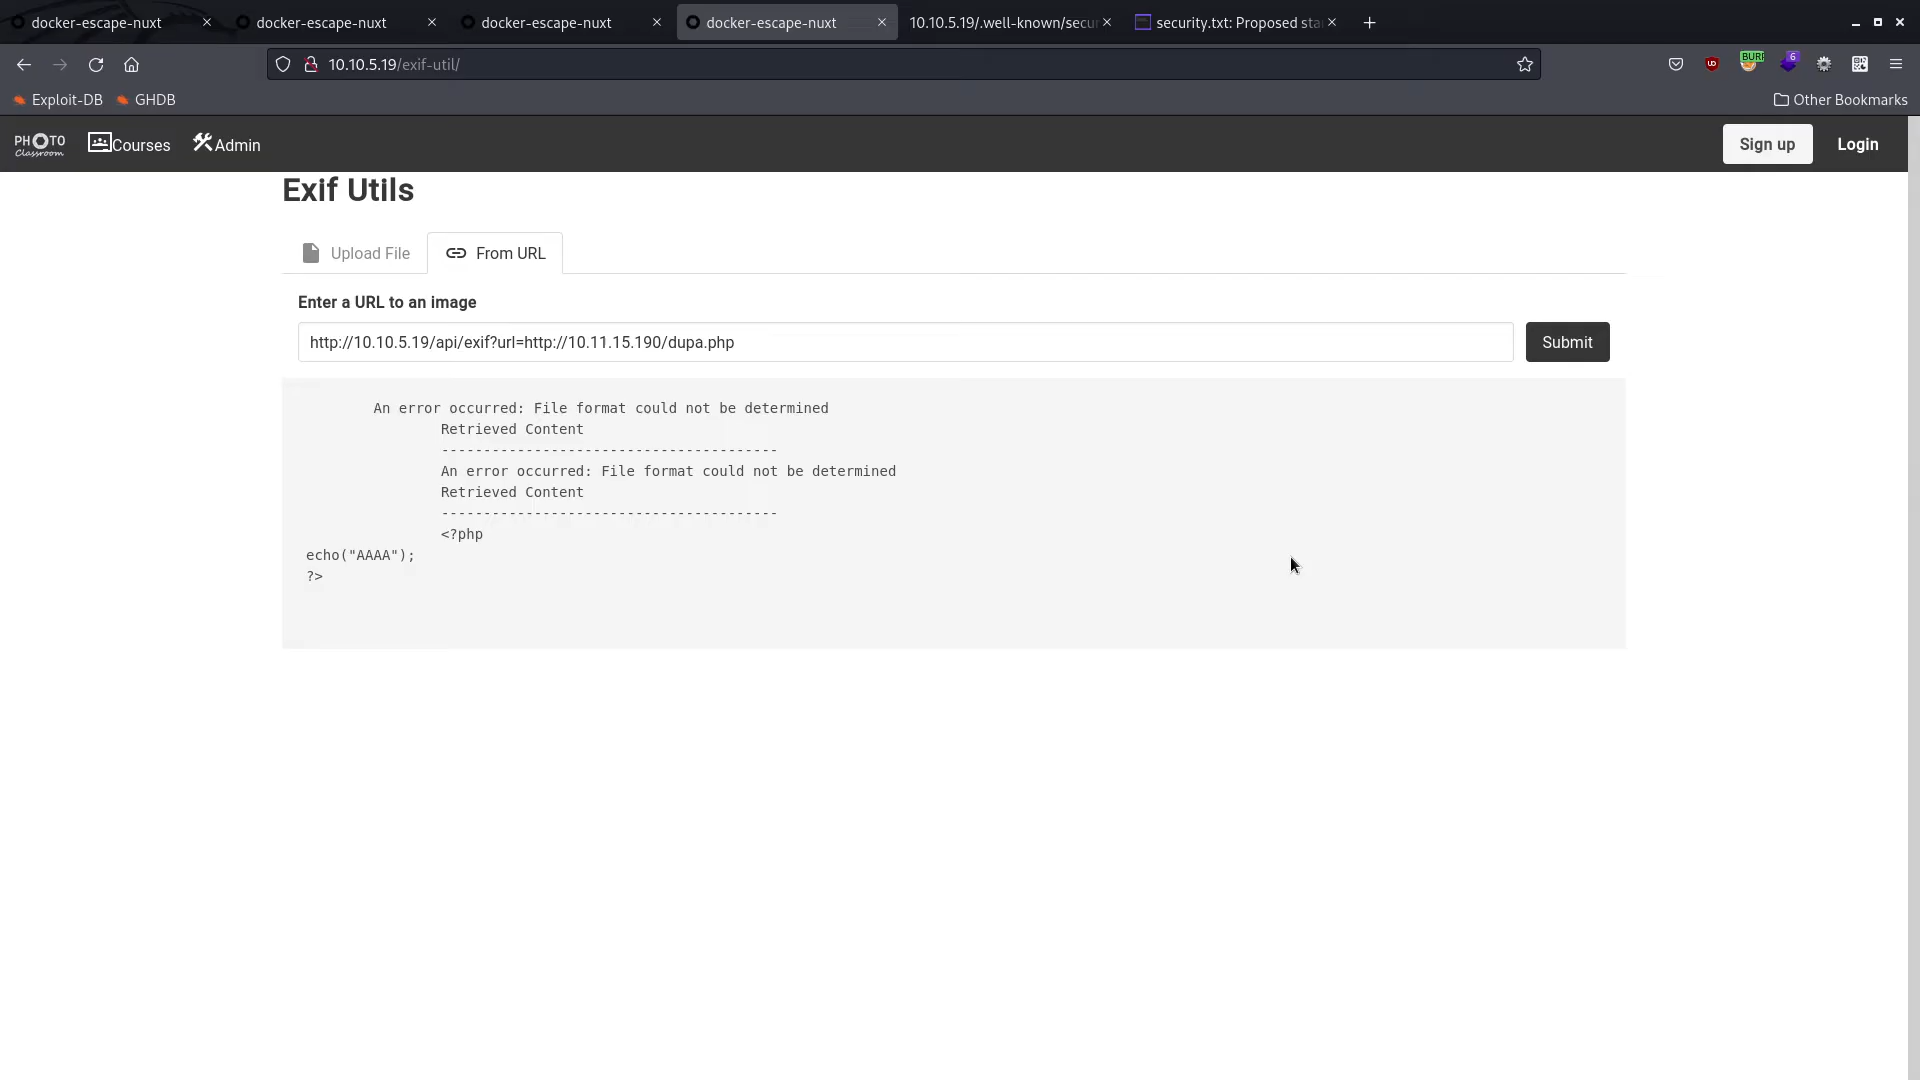 docker-escape-nuxt
docker-escape-nuxt
docker-escape-nuxt
docker-escape-nuxt
10.10.5.19/.well-known/secur
security.txt: Proposed sta
10.10.5.19/exif-util/
BURP
6
Exploit-DB
GHDB
Other Bookmarks
PHOTO
Classroom
Courses
Admin
Sign up
Login
Exif Utils
Upload File
From URL
Enter a URL to an image
http://10.10.5.19/api/exif?url=http://10.11.15.190/dupa.php
Submit
An error occurred: File format could not be determined
Retrieved Content
----------------------------------------
An error occurred: File format could not be determined
Retrieved Content
----------------------------------------
<?php
echo("AAAA");
?>